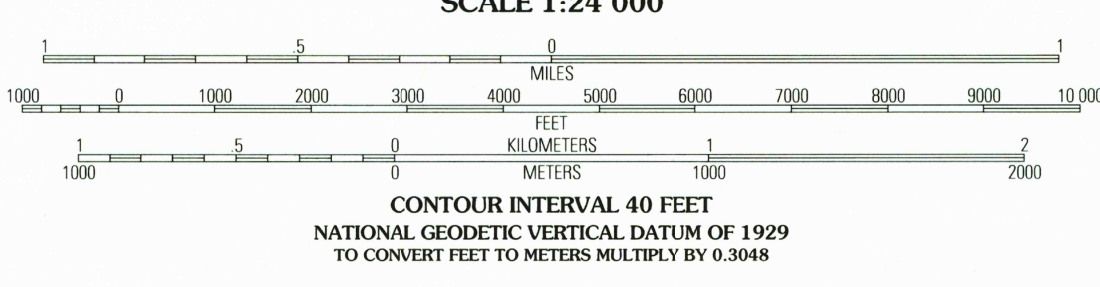 SCALE 1:24 000
1 .5 0 1
MILES
1000 0 1000 2000 3000 4000 5000 6000 7000 8000 9000 10 000
FEET
1 .5 0 KILOMETERS 1 2
1000 0 METERS 1000 2000
CONTOUR INTERVAL 40 FEET
NATIONAL GEODETIC VERTICAL DATUM OF 1929
TO CONVERT FEET TO METERS MULTIPLY BY 0.3048